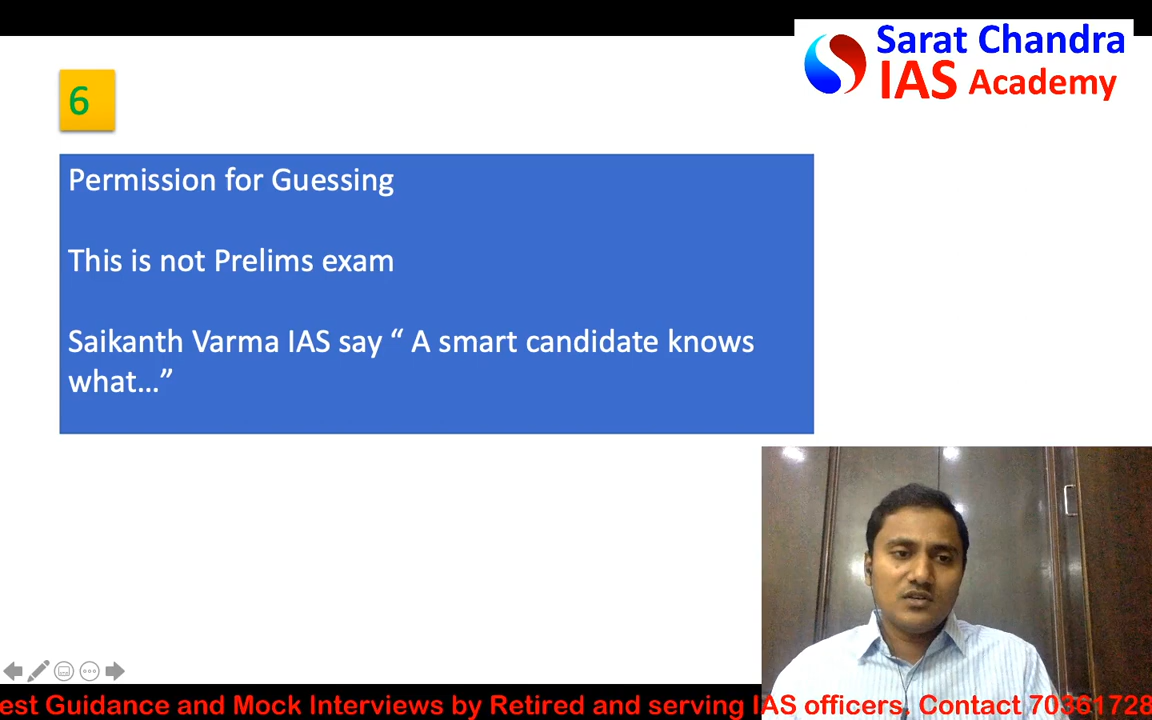 Sarat Chandra
IAS Academy
6
Permission for Guessing
This is not Prelims exam
Saikanth Varma IAS say “ A smart candidate knows
what...”
est Guidance and Mock Interviews by Retired and serving IAS officers. Contact 70361728